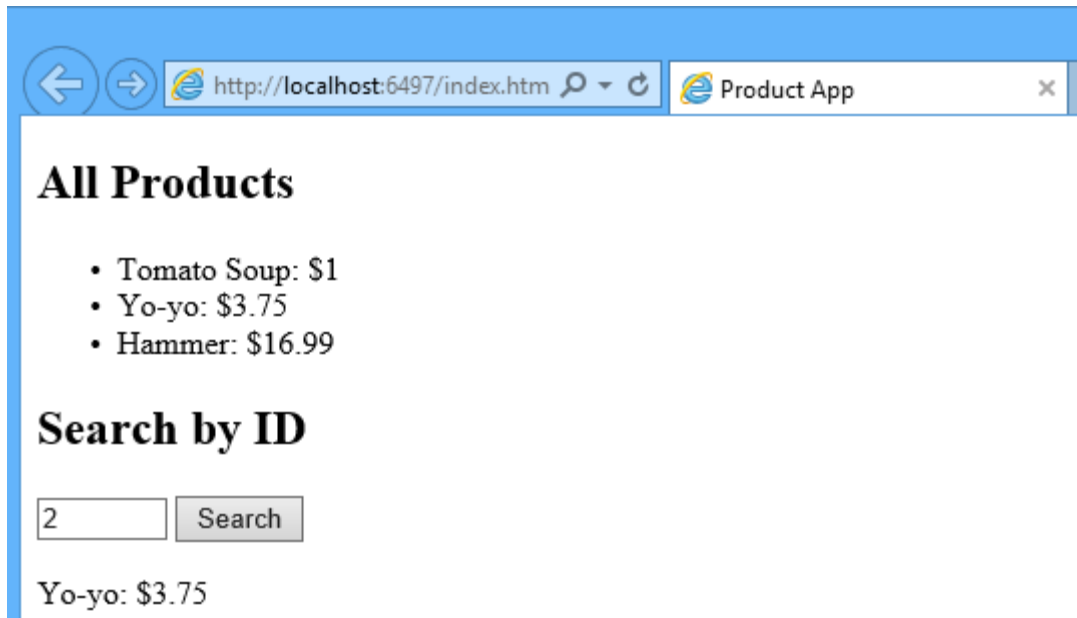 http://localhost:6497/index.htm
Product App
All Products
• Tomato Soup: $1
• Yo-yo: $3.75
• Hammer: $16.99
Search by ID
2 Search
Yo-yo: $3.75